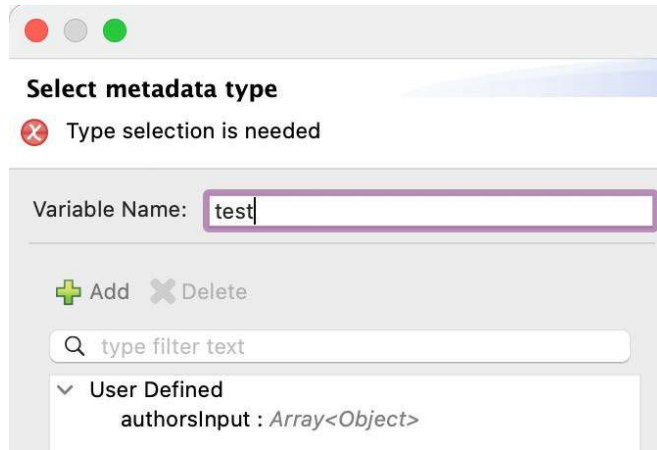 Select metadata type
Type selection is needed
Variable Name: test
Add Delete
type filter text
User Defined
authorsInput : Array<Object>